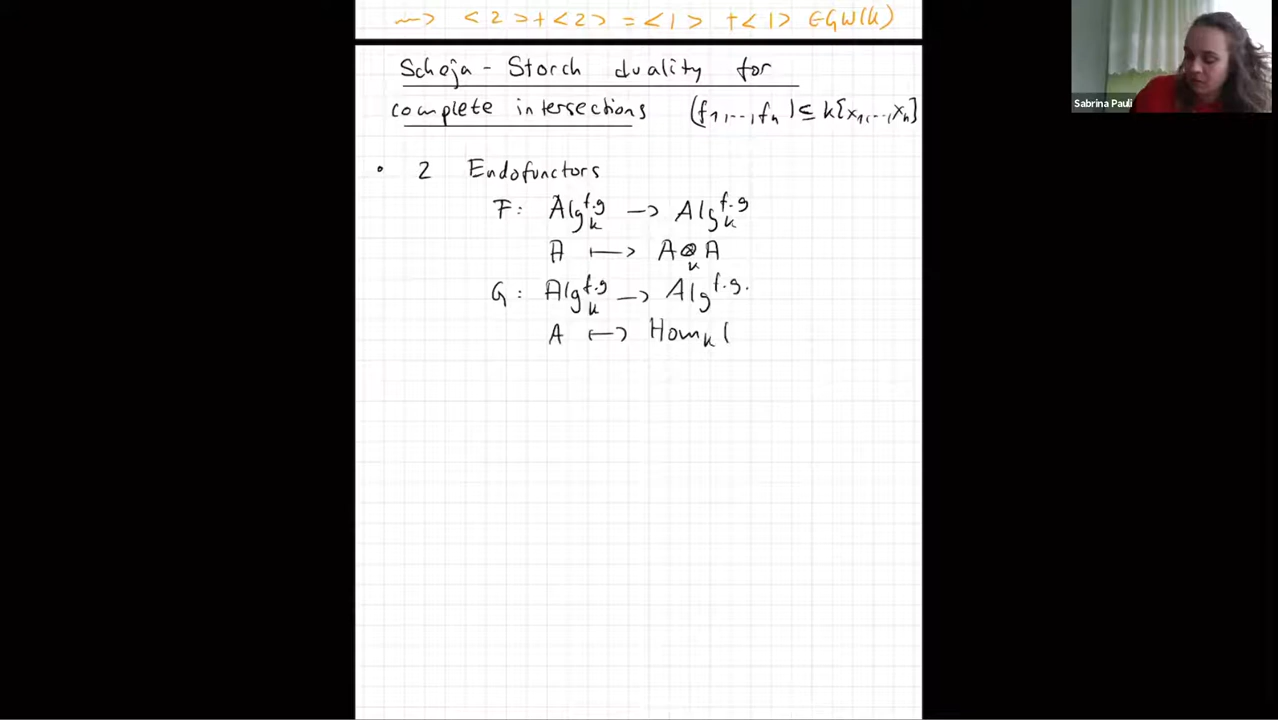 ~> <2>+<2> = <1> +<1> ∈GW(k)
Scheja - Storch duality for
complete intersections (f₁,...,fₙ) ⊆ k[x₁,...,xₙ]
Sabrina Pauli
• 2 Endofunctors
F: Alg_k^{f.g} -> Alg_k^{f.g}
A ↦ A⊗_k A
G: Alg_k^{f.g} -> Alg^{f.g.}
A ↦ Hom_k (